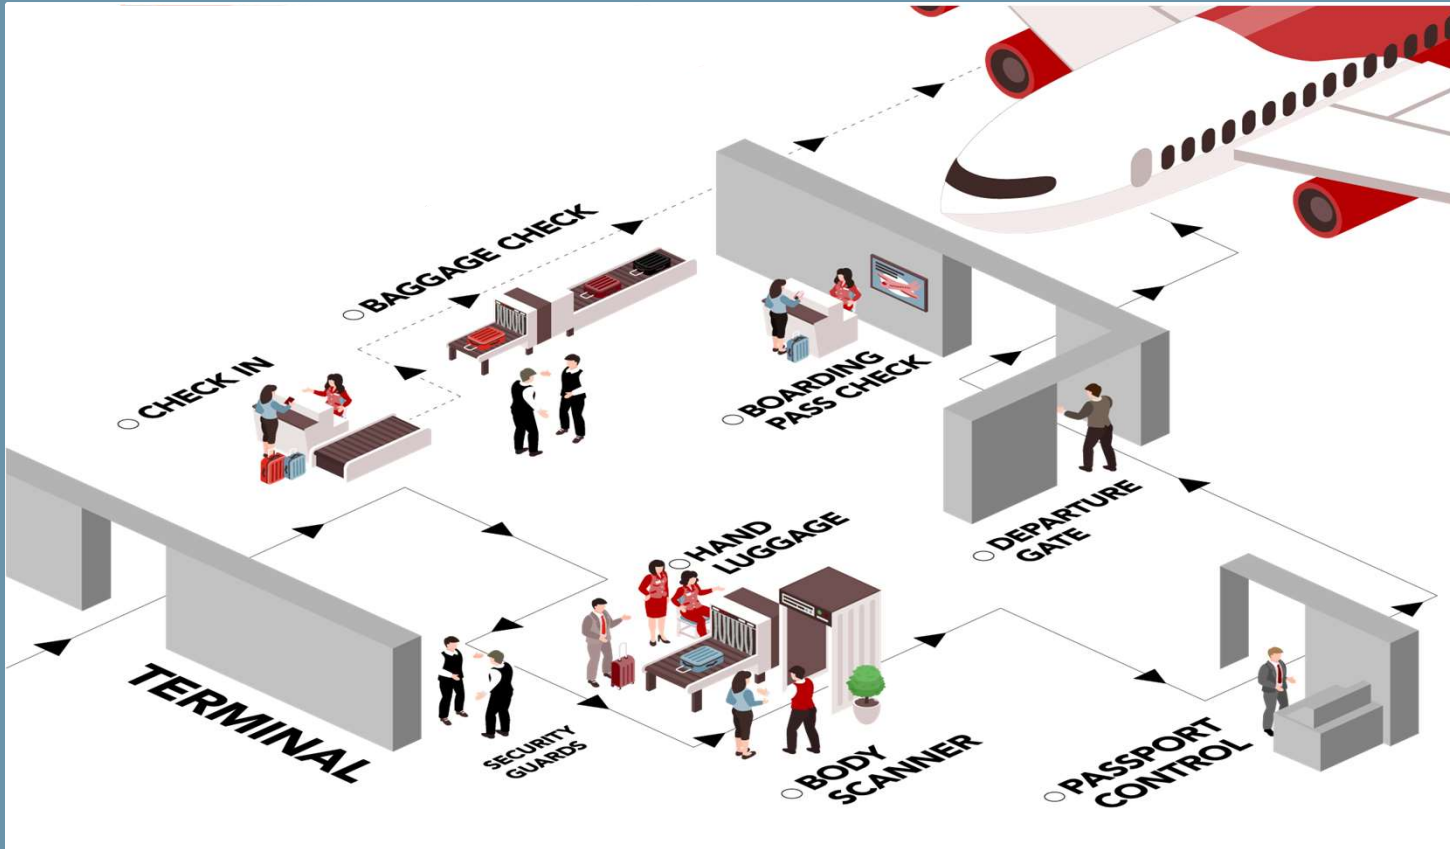 BAGGAGE CHECK
CHECK IN
BOARDING
PASS CHECK
HAND
LUGGAGE
DEPARTURE
GATE
TERMINAL
SECURITY
GUARDS
BODY
SCANNER
PASSPORT
CONTROL